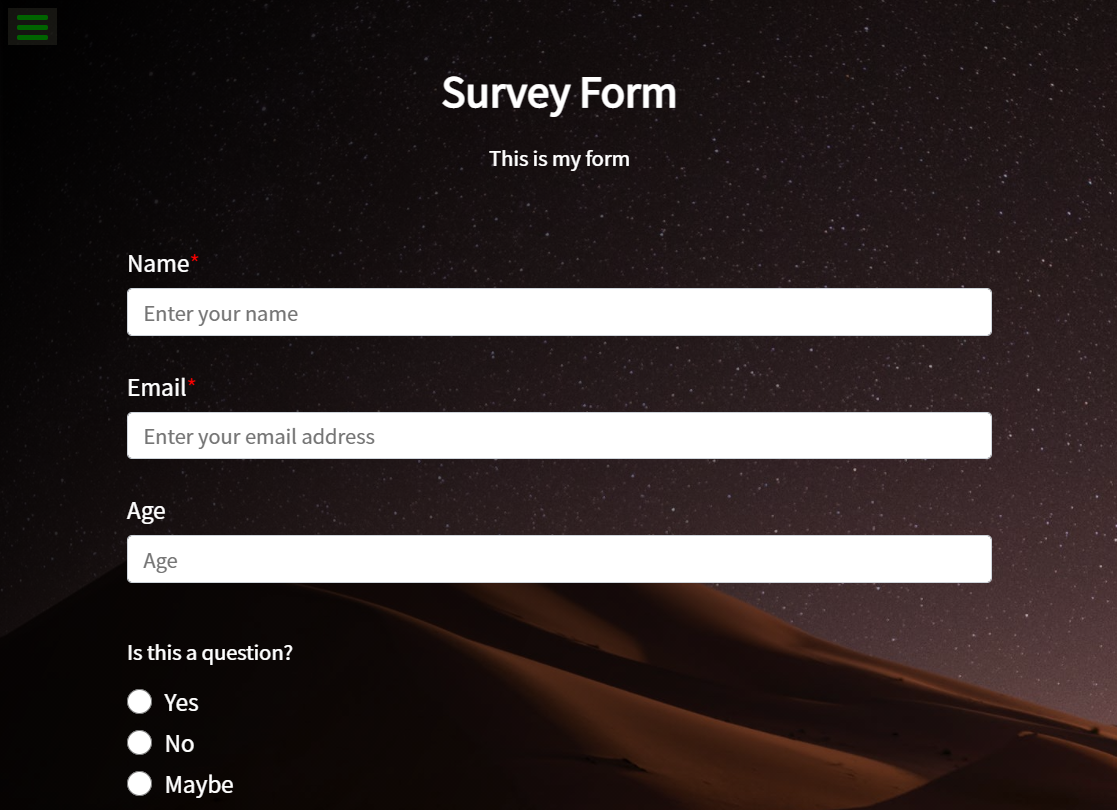 Survey Form
This is my form
Name*
Enter your name
Email*
Enter your email address
Age
Age
Is this a question?
Yes
No
Maybe